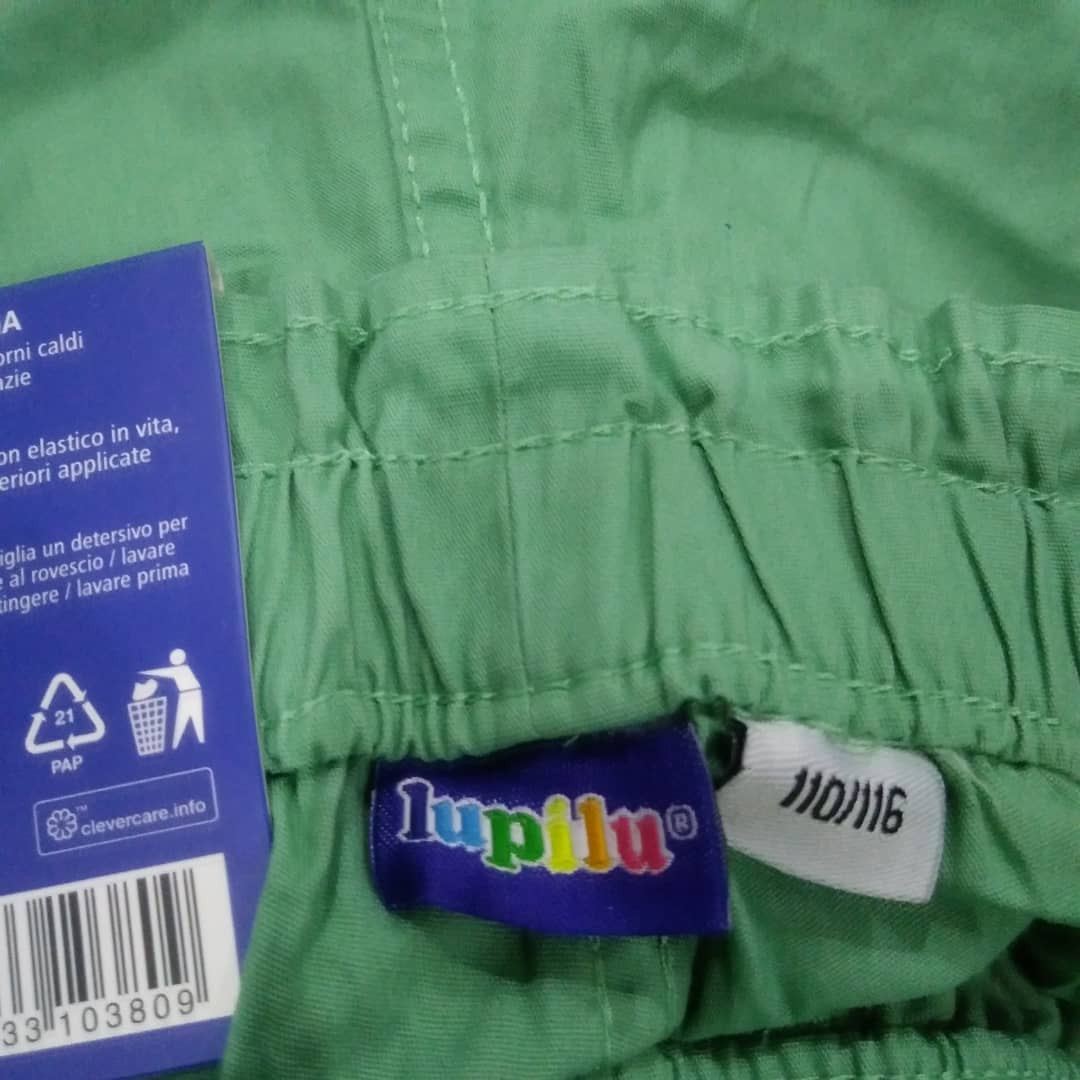 orni caldi
on elastico in vita,
eriori applicate
iglia un detersivo per
al rovescio / lavare
tingere / lavare prima
21
PAP
™
clevercare.info
33 103809
lupilu®
110/116